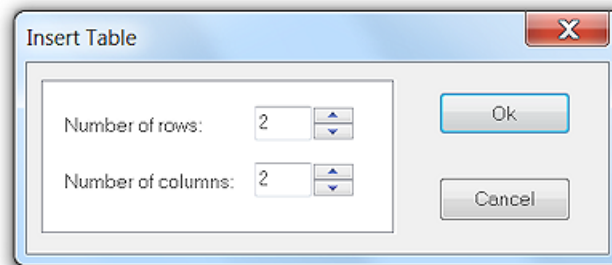 Insert Table
Number of rows: 2
Ok
Number of columns: 2
Cancel